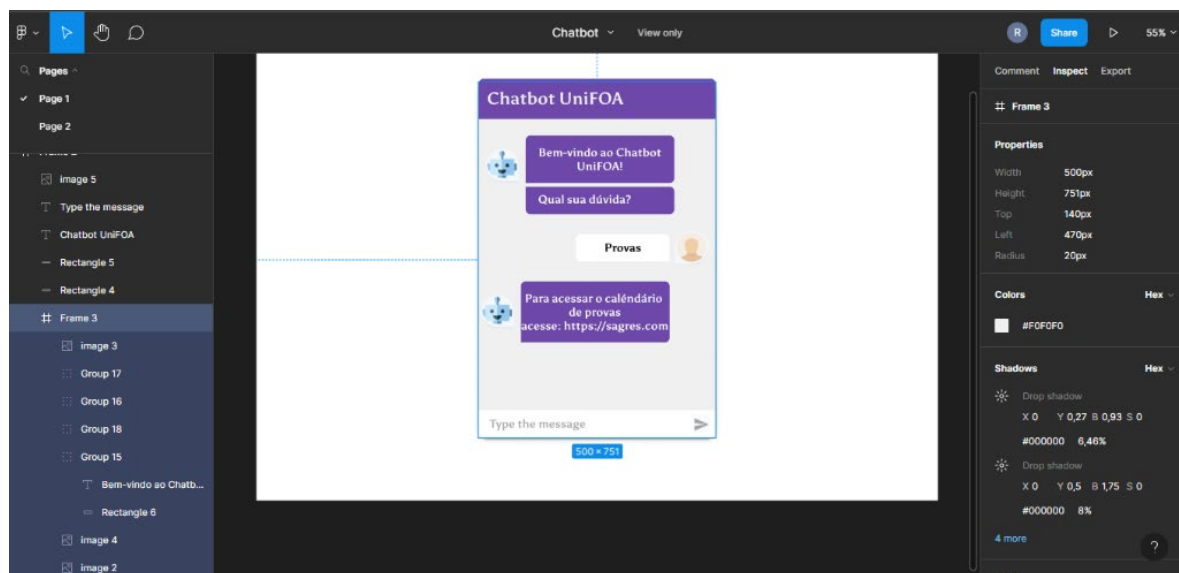 Chatbot
View only
R
Share
55%
Pages
Page 1
Page 2
image 5
Type the message
Chatbot UniFOA
Rectangle 5
Rectangle 4
Frame 3
image 3
Group 17
Group 16
Group 18
Group 15
Bem-vindo ao Chatb...
Rectangle 6
image 4
image 2
Chatbot UniFOA
Bem-vindo ao Chatbot
UniFOA!
Qual sua dúvida?
Provas
Para acessar o caléndário
de provas
acesse: https://sagres.com
Type the message
500 × 751
Comment Inspect Export
Frame 3
Properties
Width 500px
Height 751px
Top 140px
Left 470px
Radius 20px
Colors Hex
#F0F0F0
Shadows Hex
Drop shadow
X 0 Y 0,27 B 0,93 S 0
#000000 6,46%
Drop shadow
X 0 Y 0,5 B 1,75 S 0
#000000 8%
4 more
?